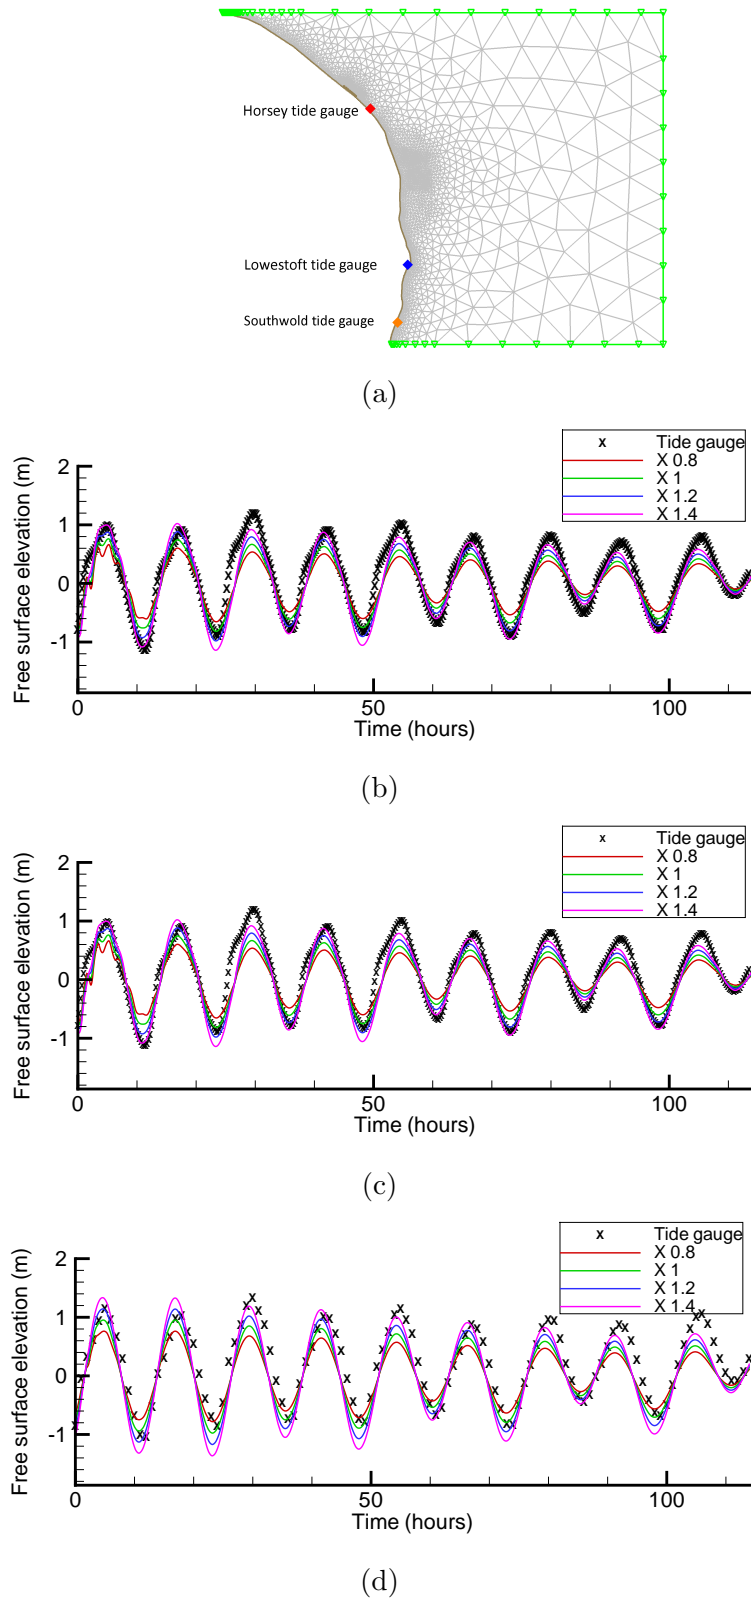 Horsey tide gauge
Lowestoft tide gauge
Southwold tide gauge
(a)
Free surface elevation (m)
2
1
0
-1
0
50
100
Time (hours)
x Tide gauge
X 0.8
X 1
X 1.2
X 1.4
(b)
Free surface elevation (m)
2
1
0
-1
0
50
100
Time (hours)
x Tide gauge
X 0.8
X 1
X 1.2
X 1.4
(c)
Free surface elevation (m)
2
1
0
-1
0
50
100
Time (hours)
x Tide gauge
X 0.8
X 1
X 1.2
X 1.4
(d)